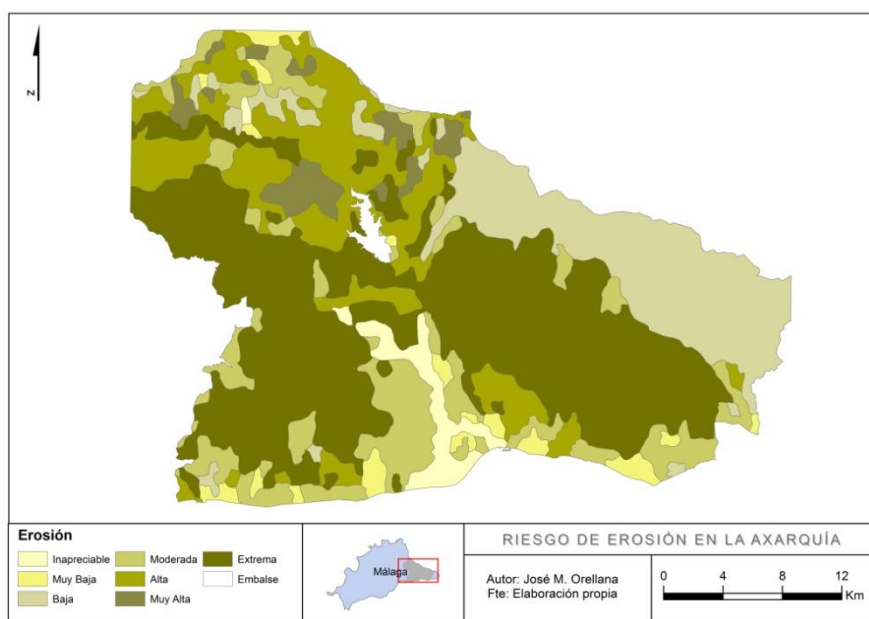 N
Erosión
Inapreciable
Muy Baja
Baja
Moderada
Alta
Muy Alta
Extrema
Embalse
Málaga
RIESGO DE EROSIÓN EN LA AXARQUÍA
Autor: José M. Orellana
Fte: Elaboración propia
0 4 8 12
Km